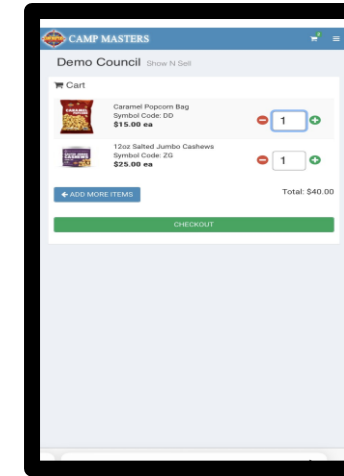 CAMP MASTERS
Demo Council Show N Sell
Cart
Caramel Popcorn Bag
Symbol Code: DD
$15.00 ea
1
12oz Salted Jumbo Cashews
Symbol Code: ZG
$25.00 ea
1
ADD MORE ITEMS
Total: $40.00
CHECKOUT